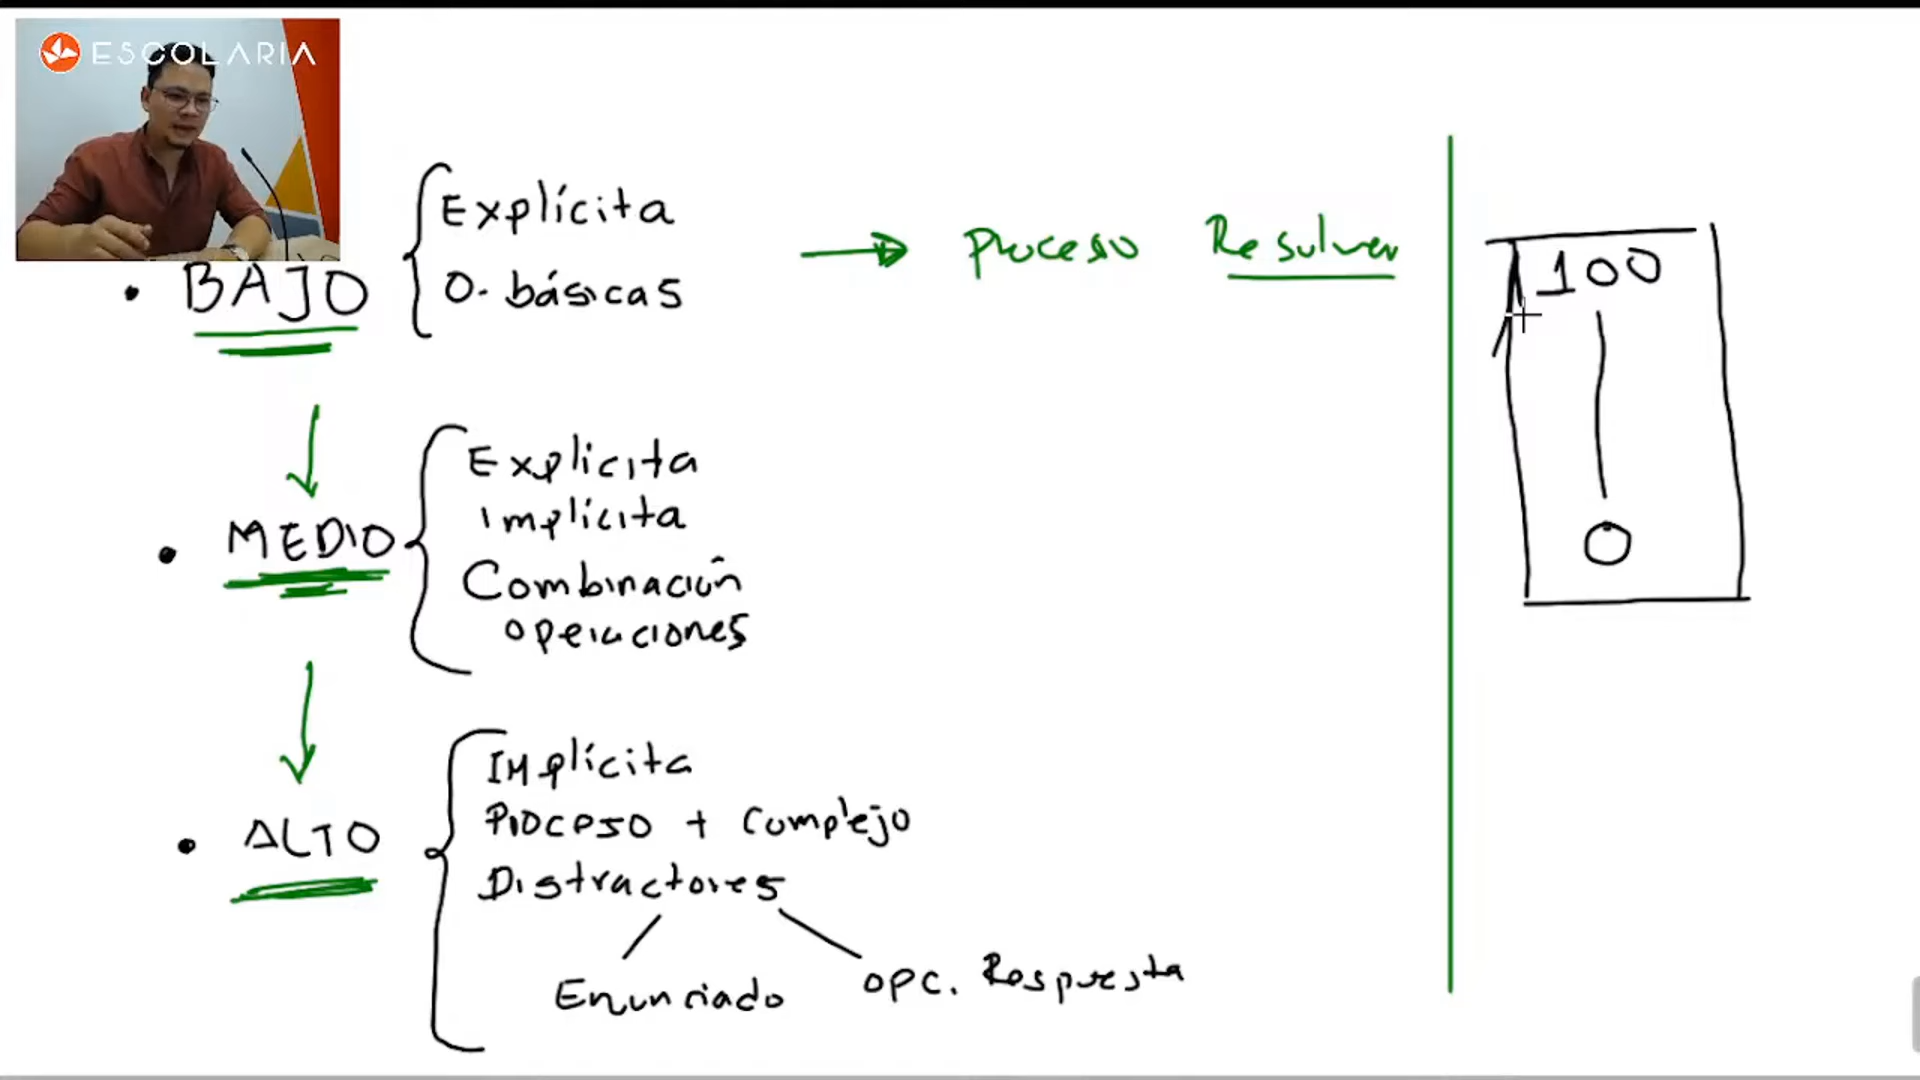 ESCOLARIA
• BAJO
Explícita
O. básicas
Proceso Resolver
• MEDIO
Explicita
Implícita
Combinación
operaciones
• ALTO
Implícita
Proceso + Complejo
Distractores
Enunciado
opc. Respuesta
100
0